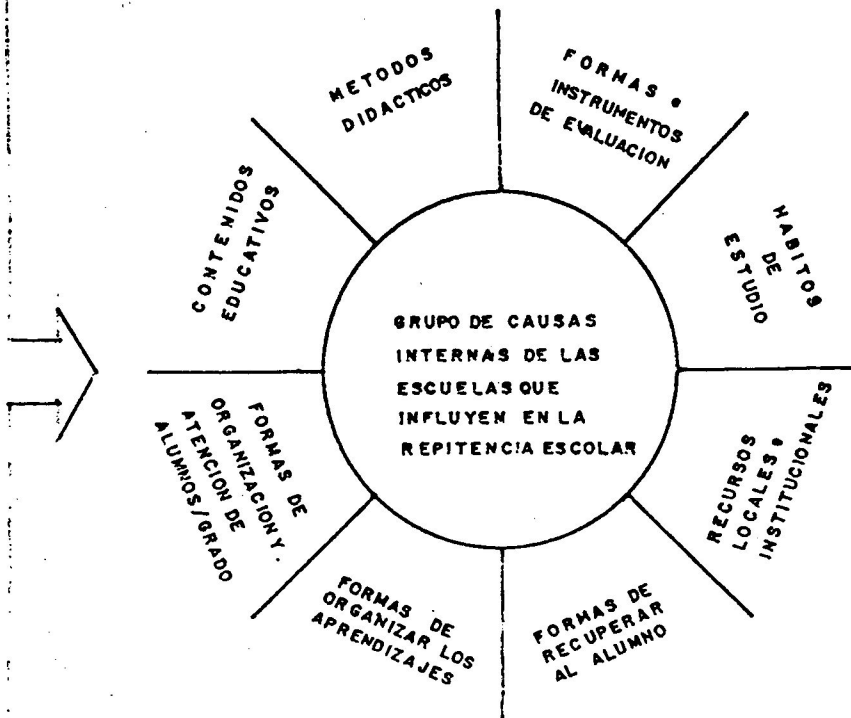 METODOS
DIDACTICOS
FORMAS e
INSTRUMENTOS
DE EVALUACION
HABITOS
DE
ESTUDIO
RECURSOS
LOCALES e
INSTITUCIONALES
FORMAS DE
RECUPERAR
AL ALUMNO
FORMAS DE
ORGANIZAR LOS
APRENDIZAJES
FORMAS DE
ORGANIZACION Y.
ATENCION DE
ALUMNOS/GRADO
CONTENIDOS
EDUCATIVOS
GRUPO DE CAUSAS
INTERNAS DE LAS
ESCUELAS QUE
INFLUYEN EN LA
REPITENCIA ESCOLAR